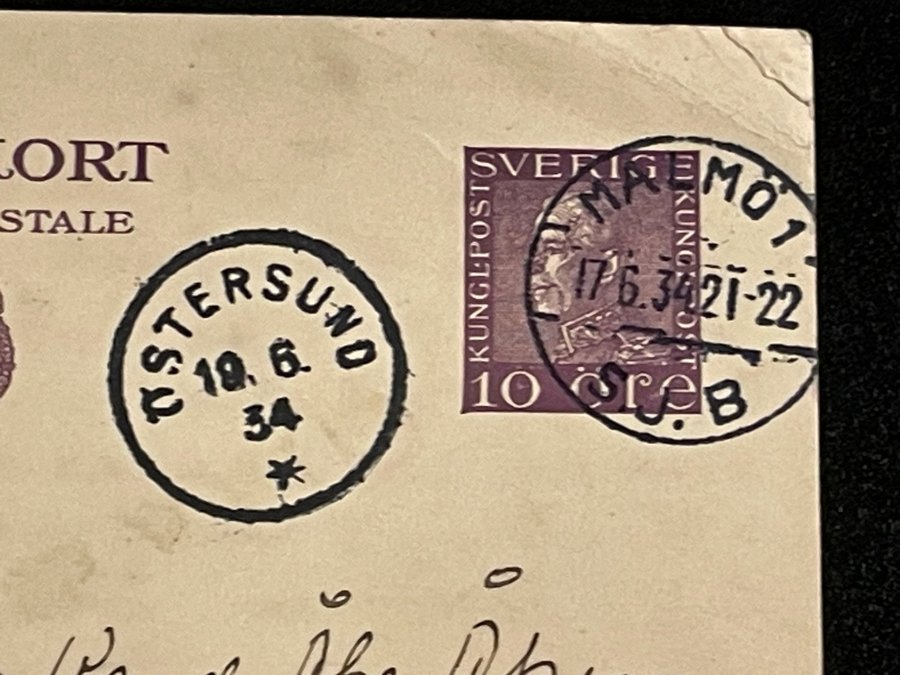 KORT
STALE
ÖSTERSUND
19. 6.
34
*
SVERIGE
KUNGL·POST
KUNGL·POST
10 öre
MALMÖ 1.
17.6.34.21-22
S.J.B